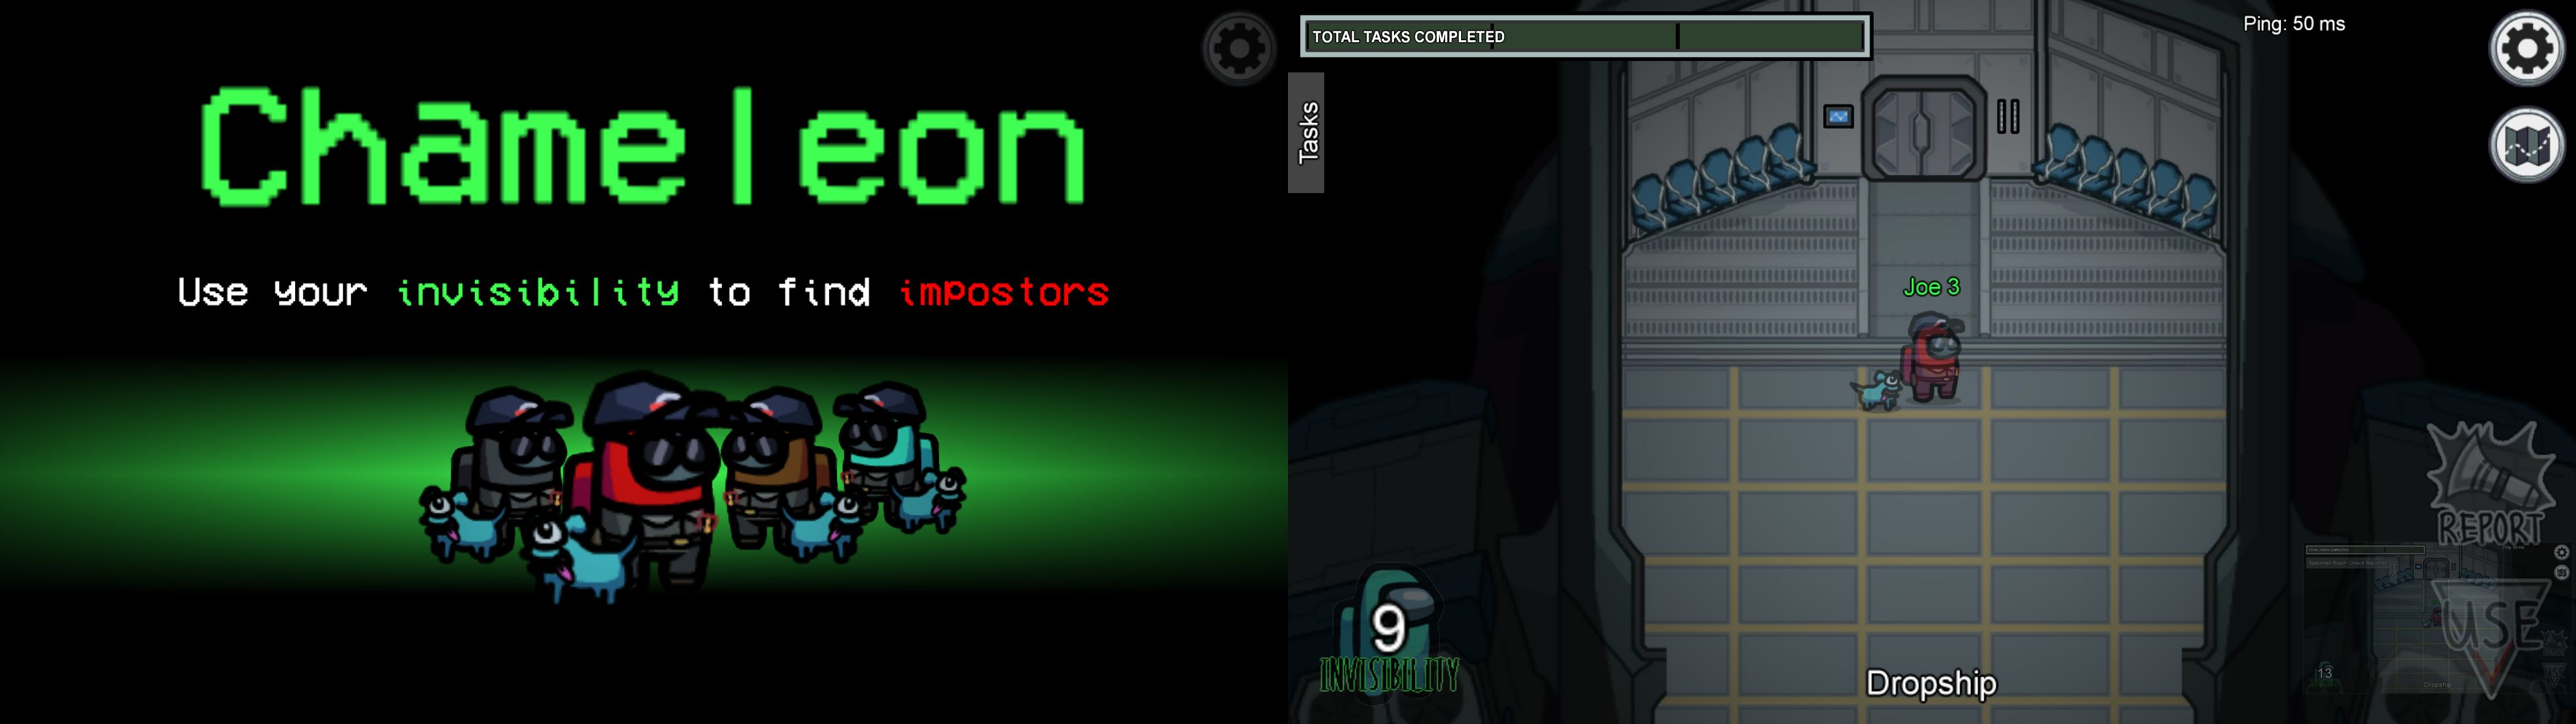 Chameleon
Use your invisibility to find impostors
TOTAL TASKS COMPLETED
Ping: 50 ms
Tasks
Joe 3
REPORT
9
INVISIBILITY
USE
13
Dropship
Dropship